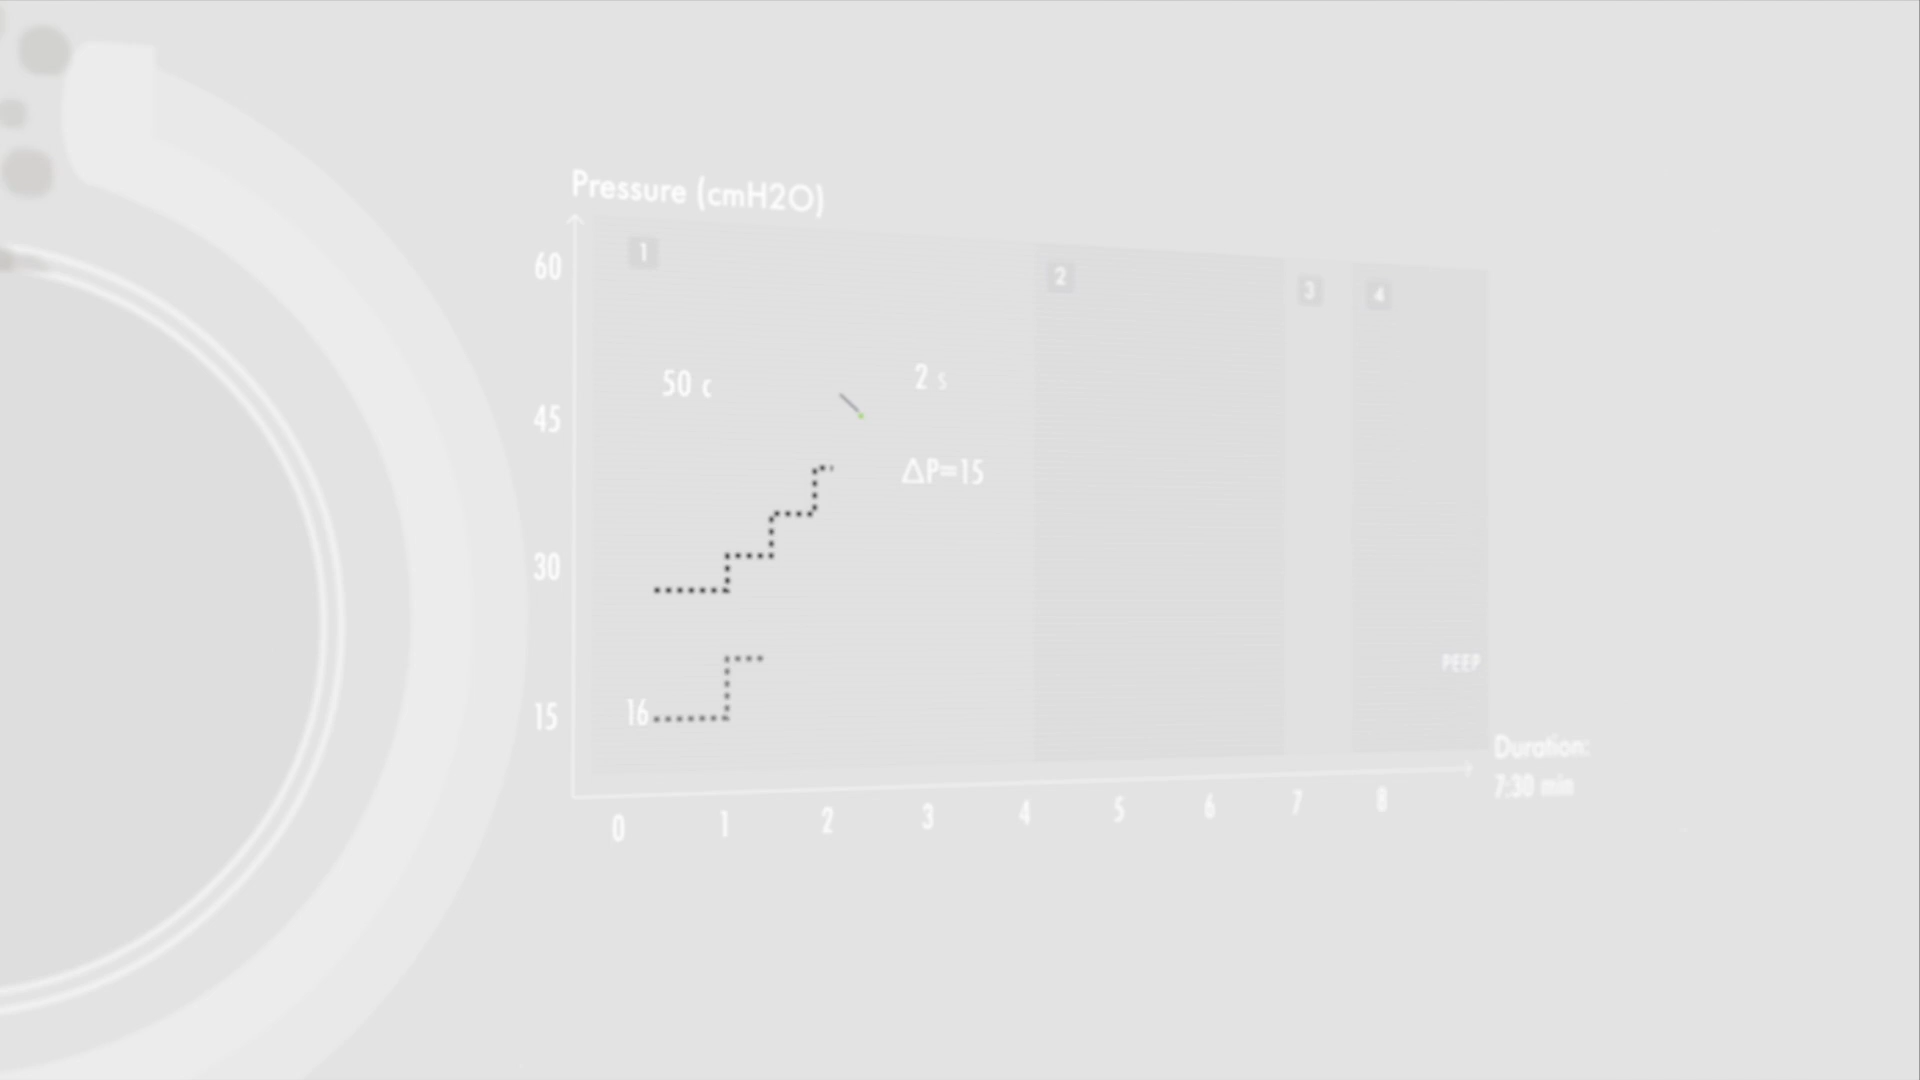 Pressure (cmH2O)
60
45
30
15
1
2
3
4
50 c
2 s
ΔP=15
16
PEEP
0 1 2 3 4 5 6 7 8
Duration:
7:30 min